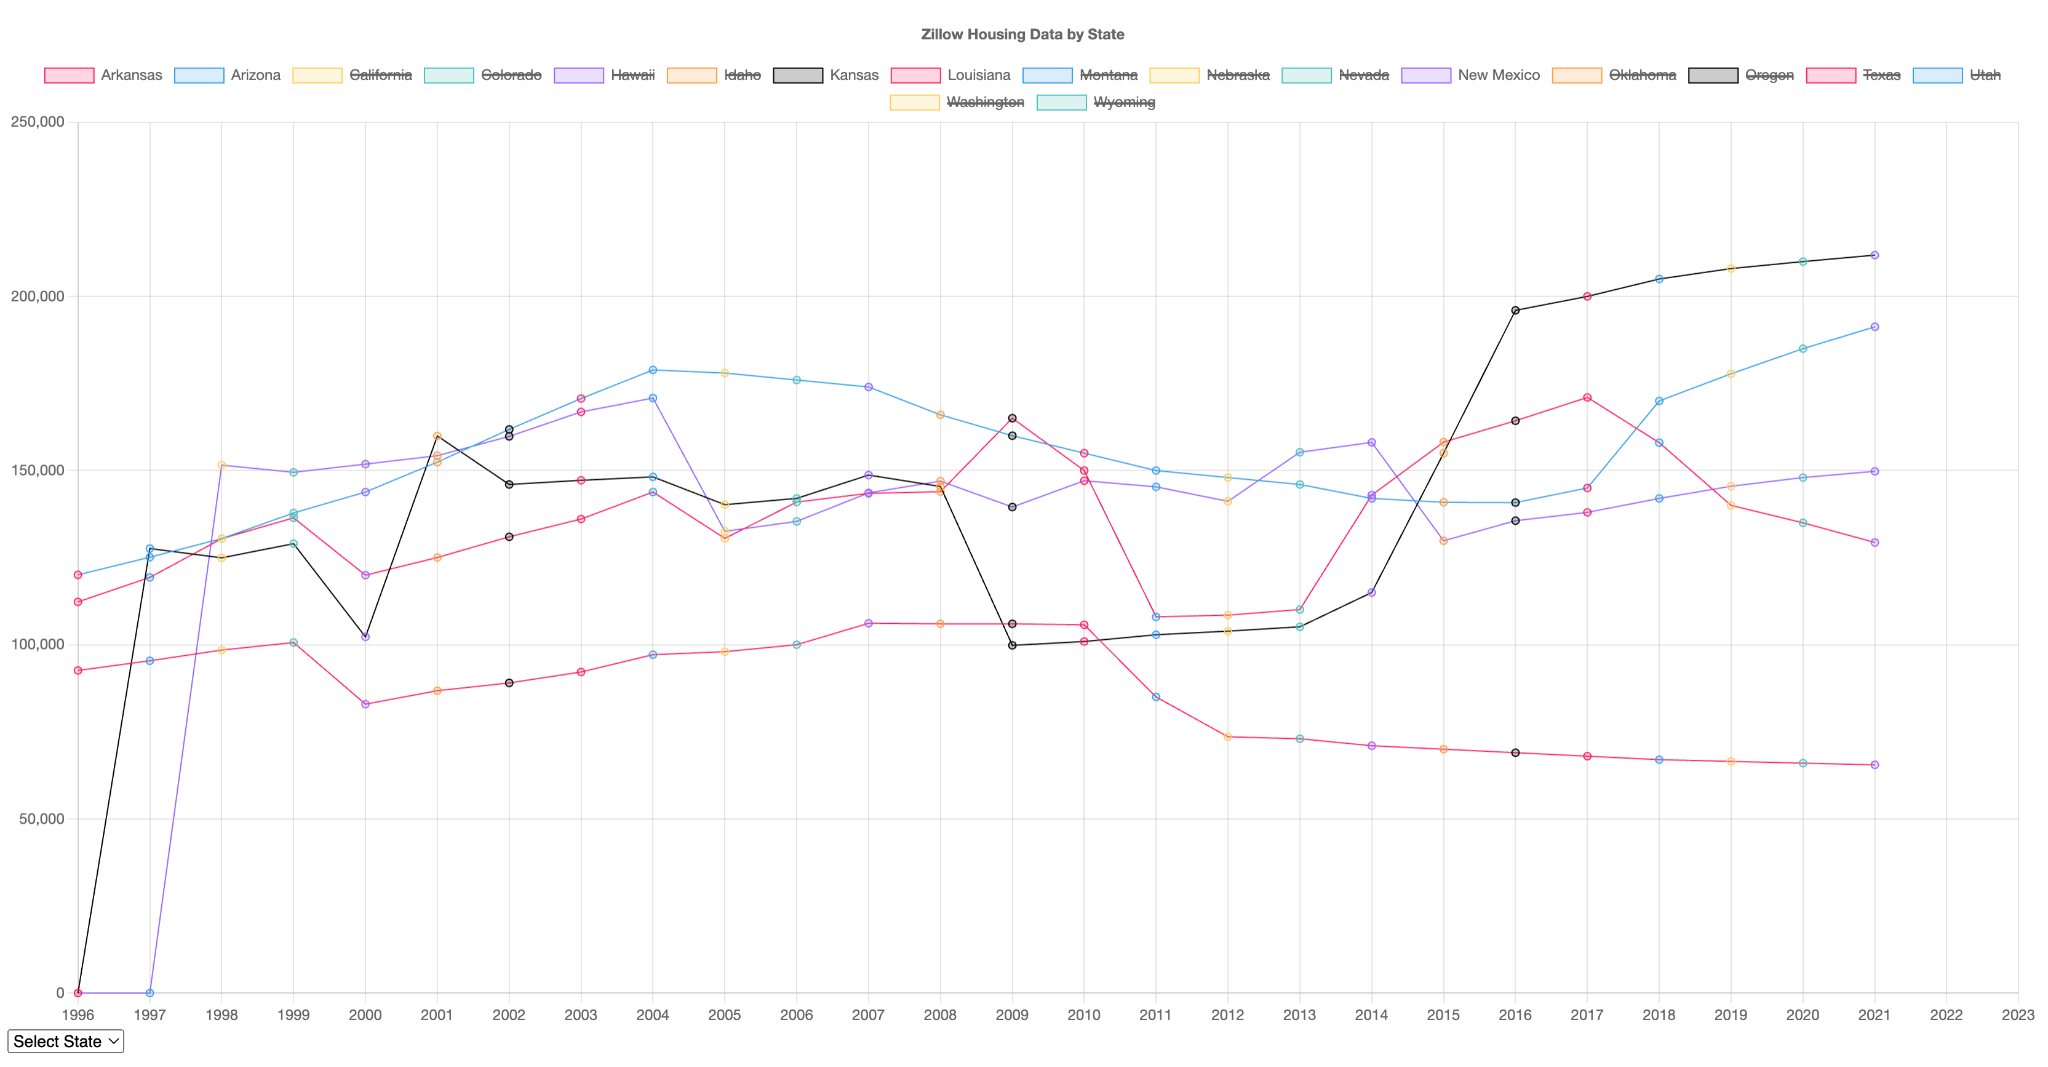 Zillow Housing Data by State
Arkansas Arizona California Colorado Hawaii Idaho Kansas Louisiana Montana Nebraska Nevada New Mexico Oklahoma Oregon Texas Utah
Washington Wyoming
250,000
200,000
150,000
100,000
50,000
0
1996 1997 1998 1999 2000 2001 2002 2003 2004 2005 2006 2007 2008 2009 2010 2011 2012 2013 2014 2015 2016 2017 2018 2019 2020 2021 2022 2023
Select State